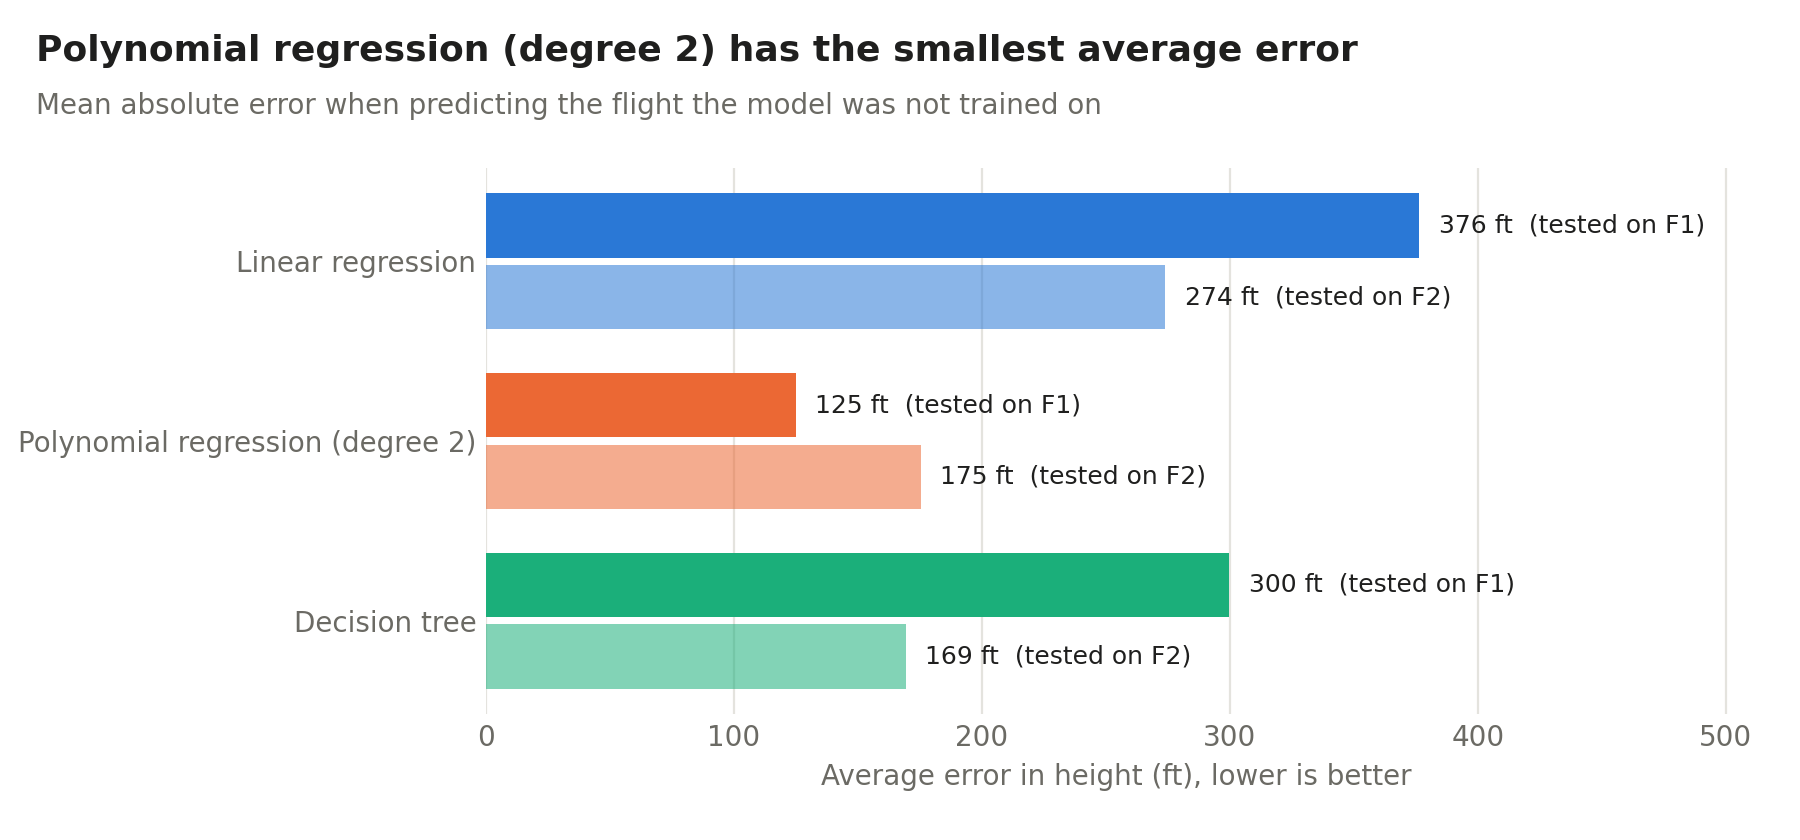 Polynomial regression (degree 2) has the smallest average error
Mean absolute error when predicting the flight the model was not trained on
376 ft (tested on F1)
Linear regression
274 ft (tested on F2)
125 ft (tested on F1)
Polynomial regression (degree 2)
175 ft (tested on F2)
300 ft (tested on F1)
Decision tree
169 ft (tested on F2)
0 100 200 300 400 500
Average error in height (ft), lower is better